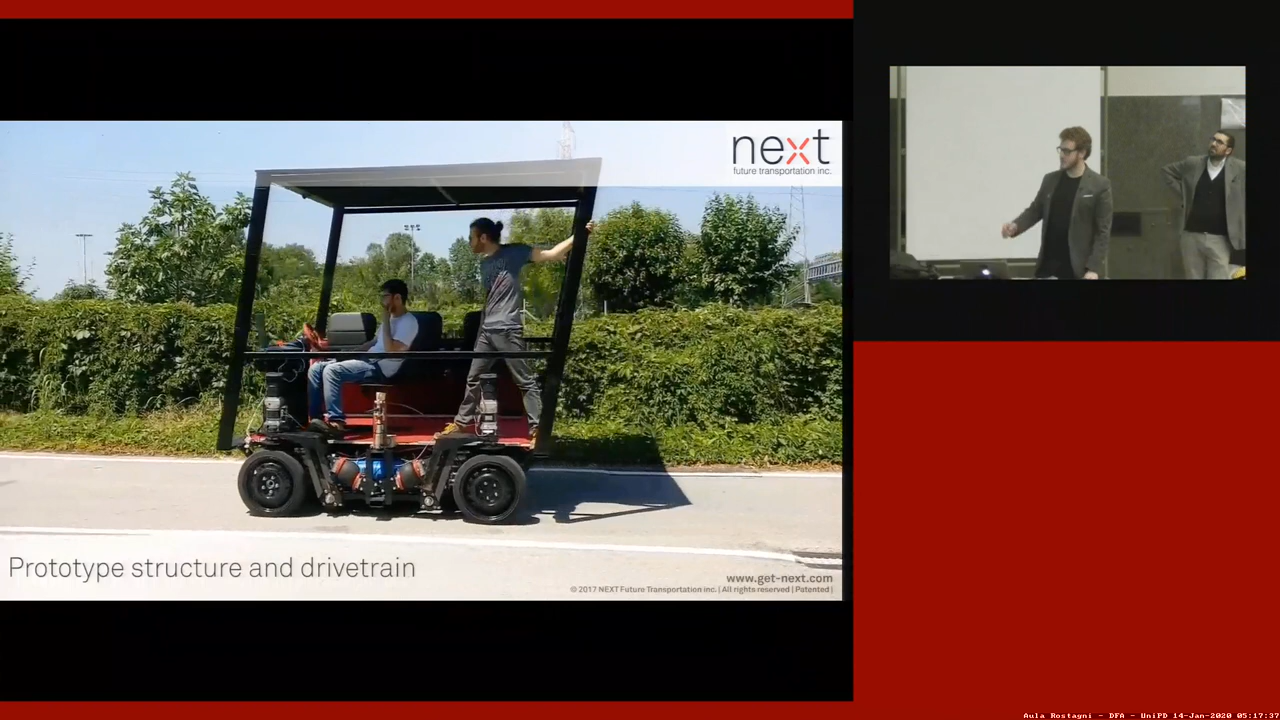 next
future transportation inc.
Prototype structure and drivetrain
www.get-next.com
© 2017 NEXT Future Transportation inc. | All rights reserved | Patented |
Aula Rostagni - DFA - UniPD 14-Jan-2020 05:17:37